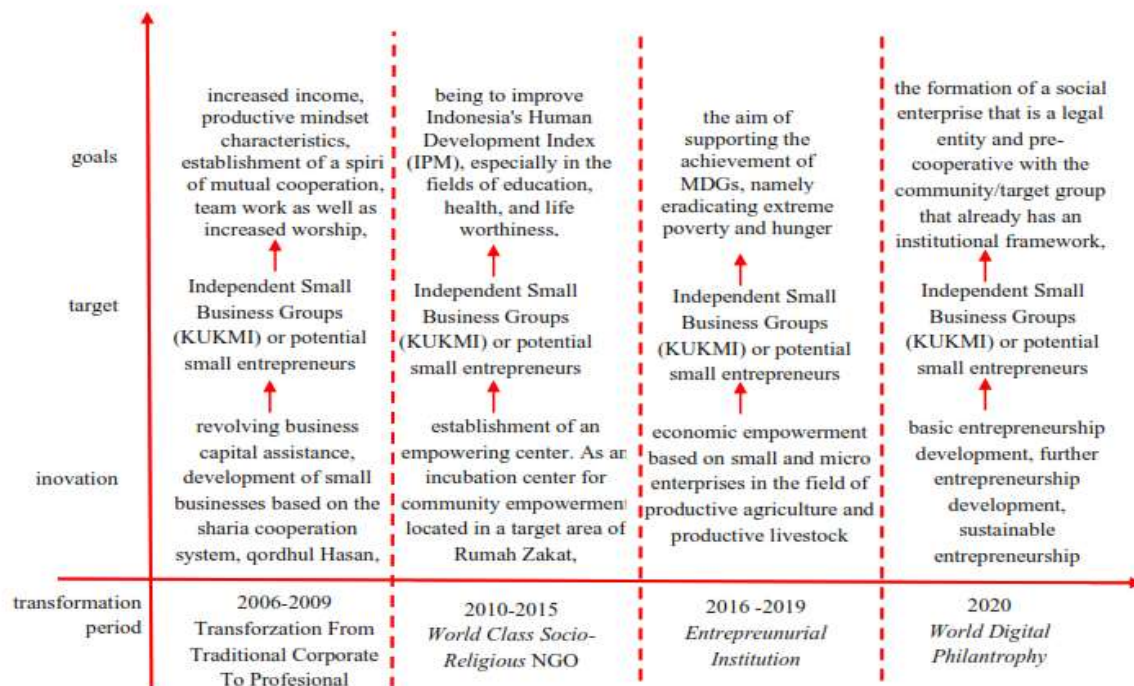 goals
increased income,
productive mindset
characteristics,
establishment of a spiri
of mutual cooperation,
team work as well as
increased worship,
being to improve
Indonesia's Human
Development Index
(IPM), especially in the
fields of education,
health, and life
worthiness,
the aim of
supporting the
achievement of
MDGs, namely
eradicating extreme
poverty and hunger
the formation of a social
enterprise that is a legal
entity and pre-
cooperative with the
community/target group
that already has an
institutional framework,
target
Independent Small
Business Groups
(KUKMI) or potential
small entrepreneurs
Independent Small
Business Groups
(KUKMI) or potential
small entrepreneurs
Independent Small
Business Groups
(KUKMI) or potential
small entrepreneurs
Independent Small
Business Groups
(KUKMI) or potential
small entrepreneurs
inovation
revolving business
capital assistance,
development of small
businesses based on the
sharia cooperation
system, qordhul Hasan,
establishment of an
empowering center. As an
incubation center for
community empowerment
located in a target area of
Rumah Zakat,
economic empowerment
based on small and micro
enterprises in the field of
productive agriculture and
productive livestock
basic entrepreneurship
development, further
entrepreneurship
development,
sustainable
entrepreneurship
transformation
period
2006-2009
Transforzation From
Traditional Corporate
To Profesional
2010-2015
World Class Socio-
Religious NGO
2016 -2019
Entrepreunurial
Institution
2020
World Digital
Philantrophy